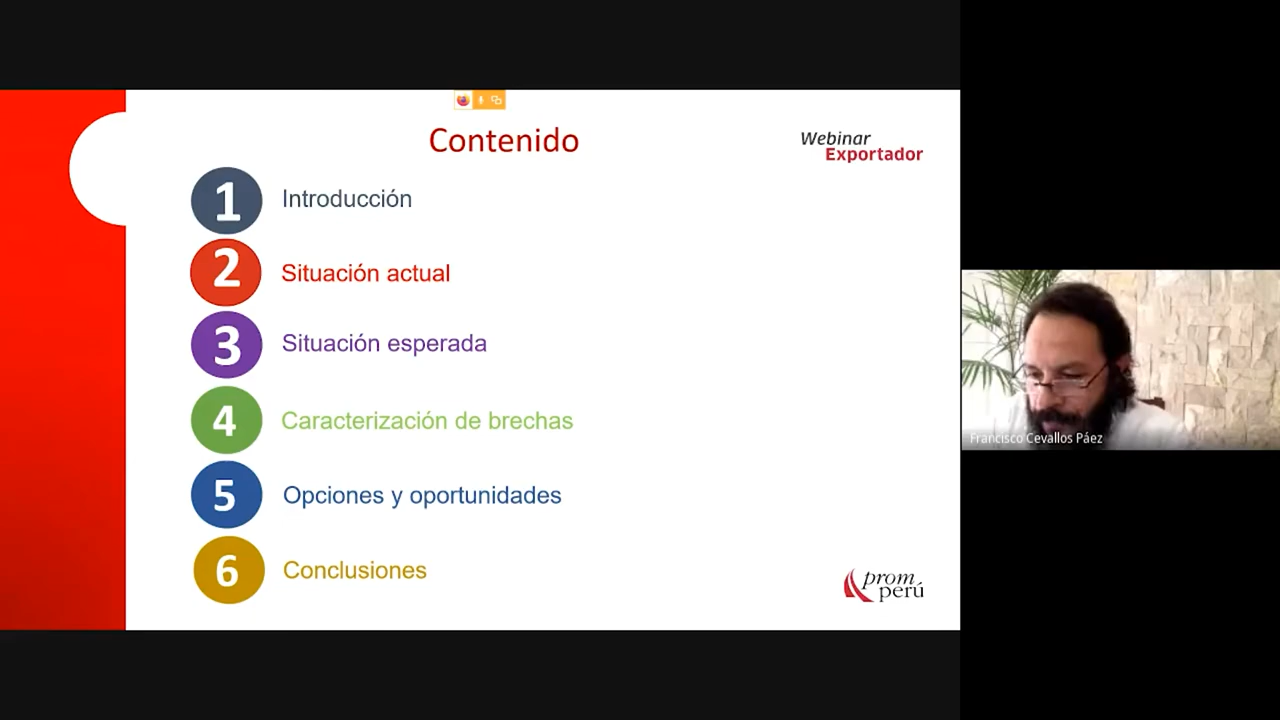 Contenido
Webinar
Exportador
1 Introducción
2 Situación actual
3 Situación esperada
4 Caracterización de brechas
5 Opciones y oportunidades
6 Conclusiones
prom
perú
Francisco Cevallos Páez